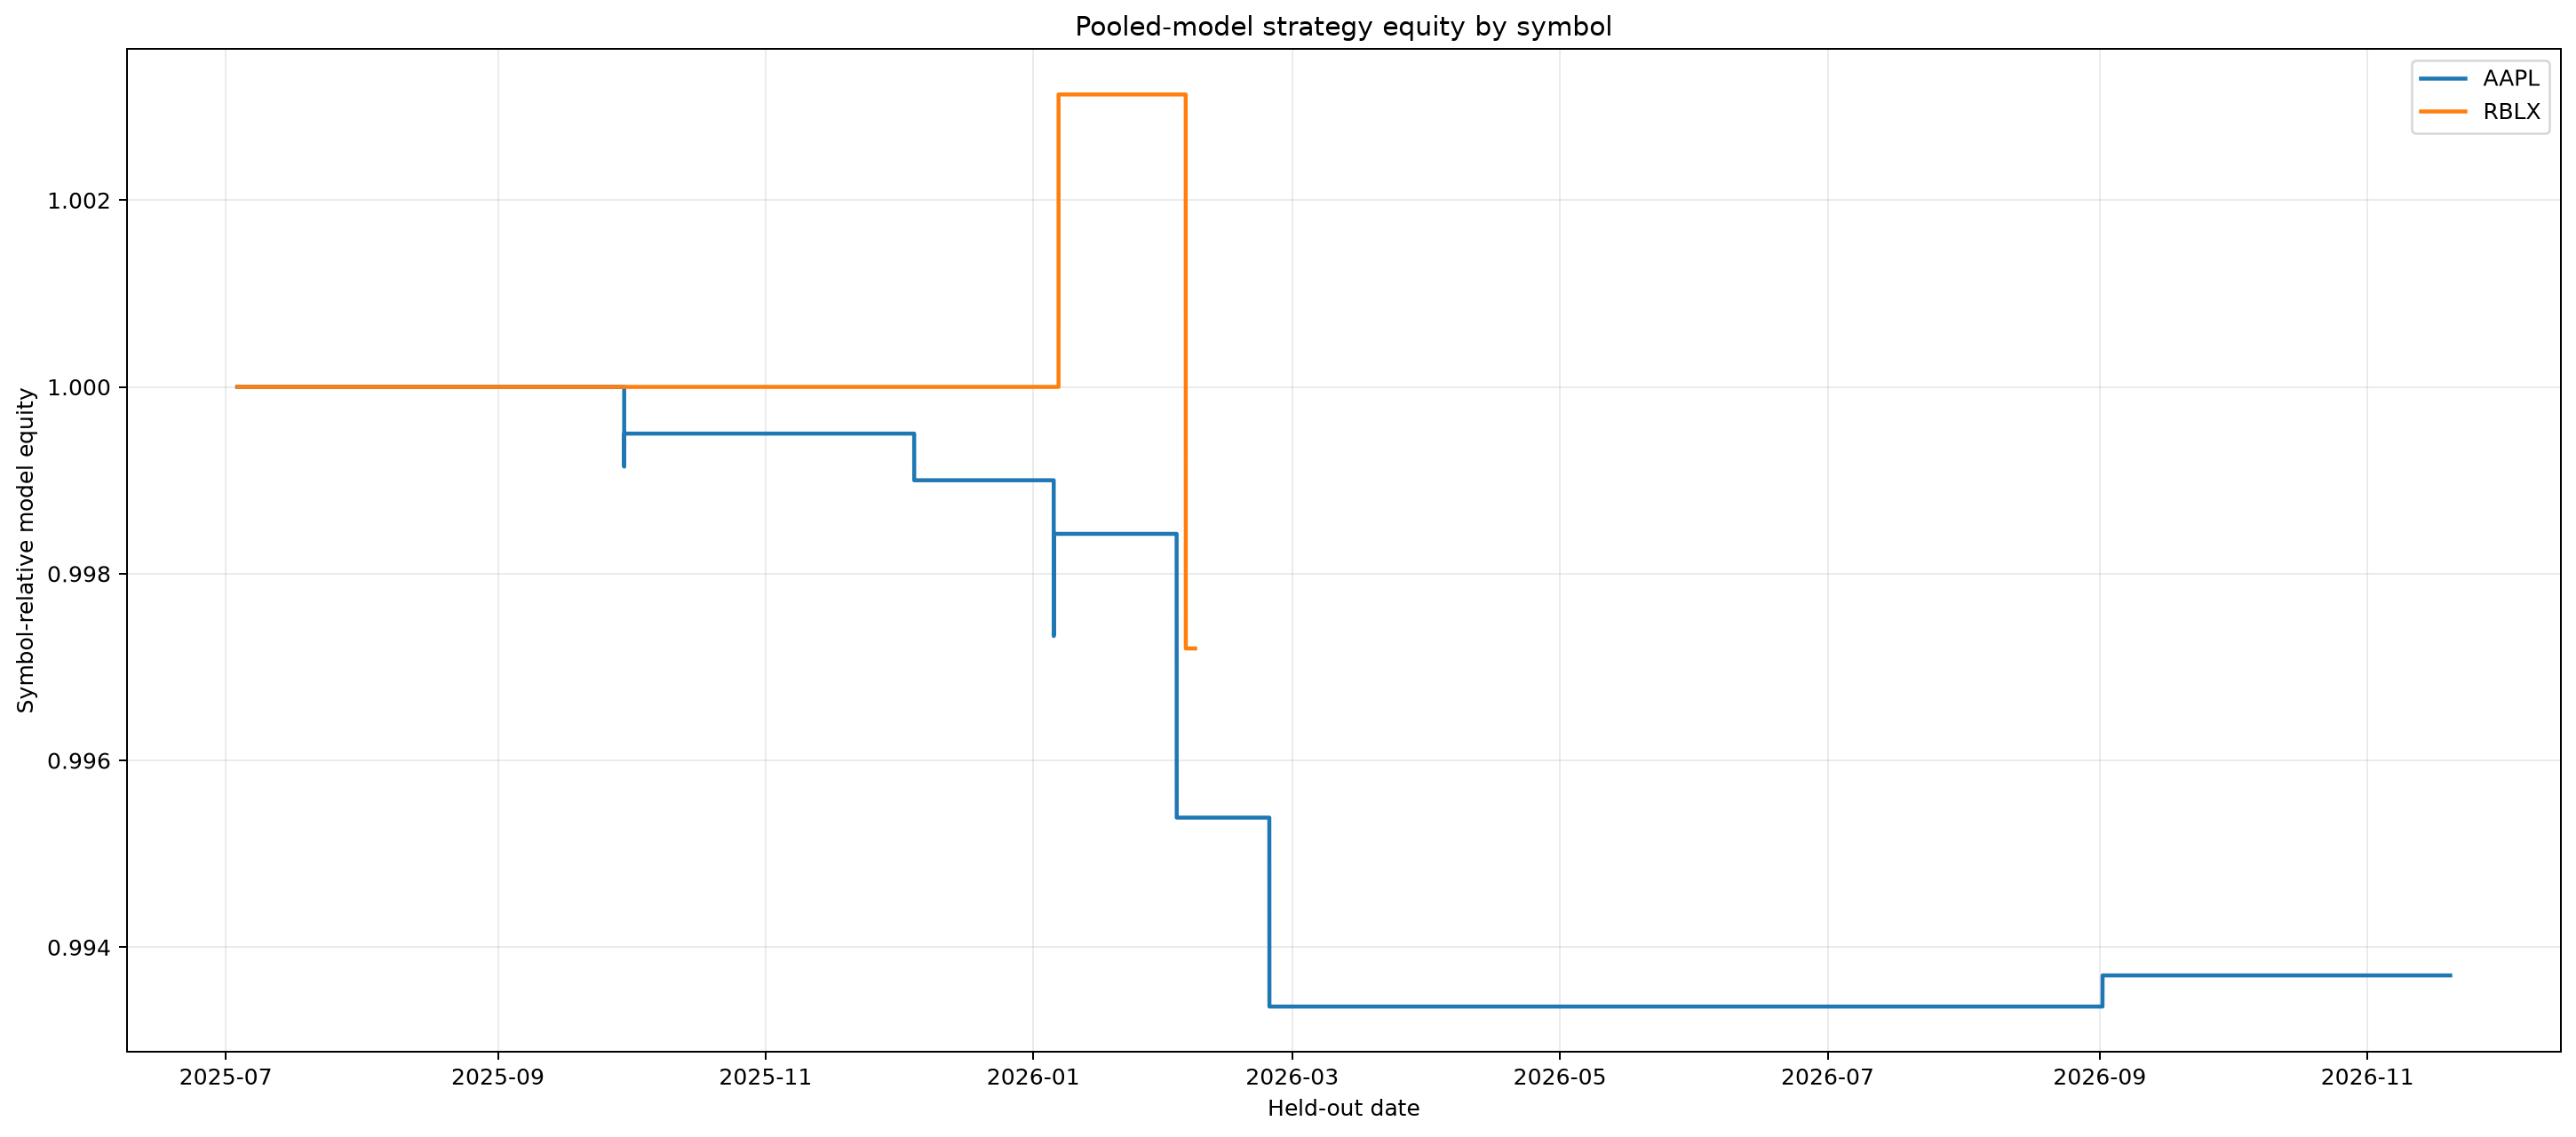 Pooled-model strategy equity by symbol
AAPL
RBLX
Symbol-relative model equity
1.002
1.000
0.998
0.996
0.994
2025-07
2025-09
2025-11
2026-01
2026-03
2026-05
2026-07
2026-09
2026-11
Held-out date